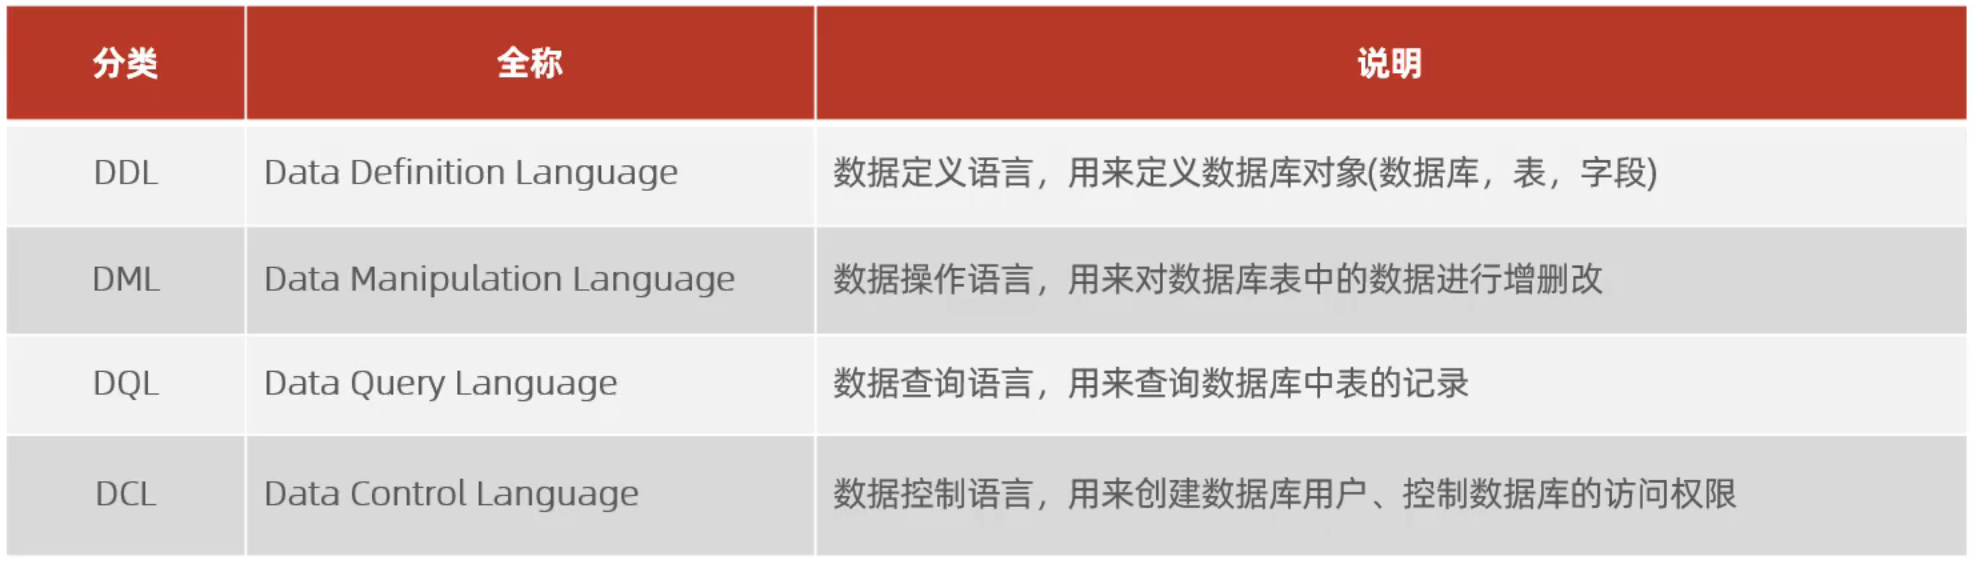 分类 全称 说明
DDL Data Definition Language 数据定义语言，用来定义数据库对象(数据库，表，字段)
DML Data Manipulation Language 数据操作语言，用来对数据库表中的数据进行增删改
DQL Data Query Language 数据查询语言，用来查询数据库中表的记录
DCL Data Control Language 数据控制语言，用来创建数据库用户、控制数据库的访问权限